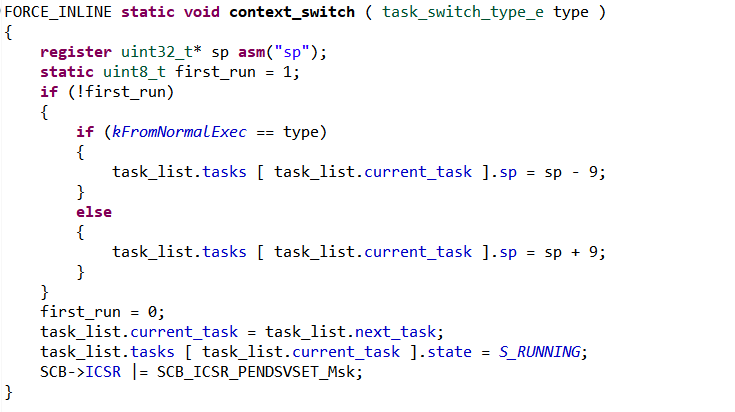 FORCE_INLINE static void context_switch ( task_switch_type_e type )
{
    register uint32_t* sp asm("sp");
    static uint8_t first_run = 1;
    if (!first_run)
    {
        if (kFromNormalExec == type)
        {
            task_list.tasks [ task_list.current_task ].sp = sp - 9;
        }
        else
        {
            task_list.tasks [ task_list.current_task ].sp = sp + 9;
        }
    }
    first_run = 0;
    task_list.current_task = task_list.next_task;
    task_list.tasks [ task_list.current_task ].state = S_RUNNING;
    SCB->ICSR |= SCB_ICSR_PENDSVSET_Msk;
}